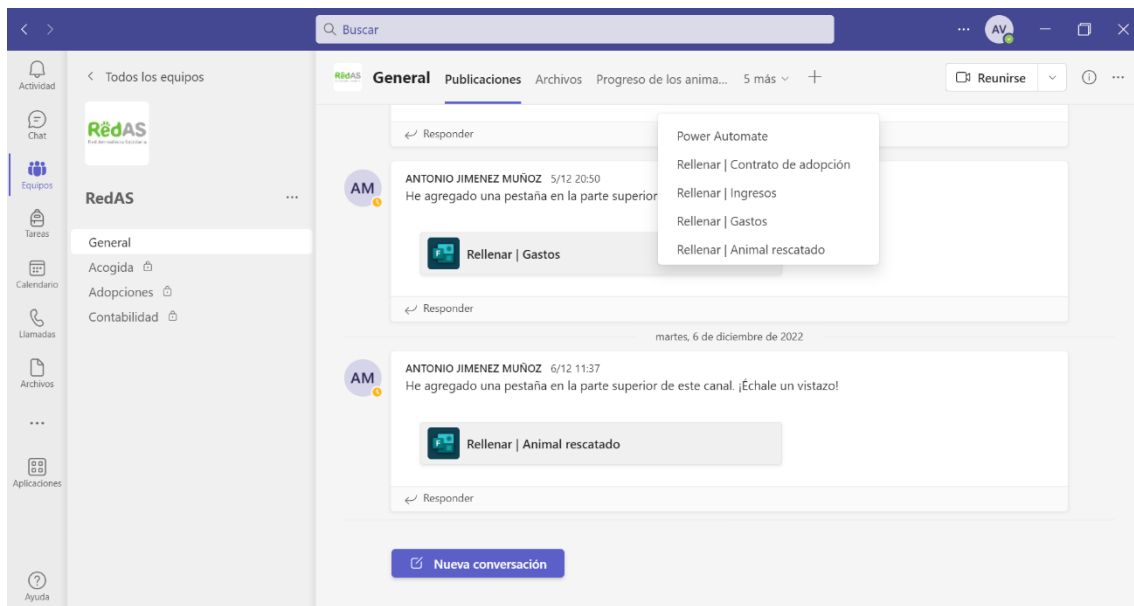 Buscar
AV
Actividad
Chat
Equipos
Tareas
Calendario
Llamadas
Archivos
Aplicaciones
Ayuda
Todos los equipos
RëdAS
RedAS
General
Acogida
Adopciones
Contabilidad
RëdAS General Publicaciones Archivos Progreso de los anima... 5 más
Reunirse
Power Automate
Rellenar | Contrato de adopción
Rellenar | Ingresos
Rellenar | Gastos
Rellenar | Animal rescatado
Responder
AM
ANTONIO JIMENEZ MUÑOZ 5/12 20:50
He agregado una pestaña en la parte superior
Rellenar | Gastos
Responder
martes, 6 de diciembre de 2022
AM
ANTONIO JIMENEZ MUÑOZ 6/12 11:37
He agregado una pestaña en la parte superior de este canal. ¡Échale un vistazo!
Rellenar | Animal rescatado
Responder
Nueva conversación